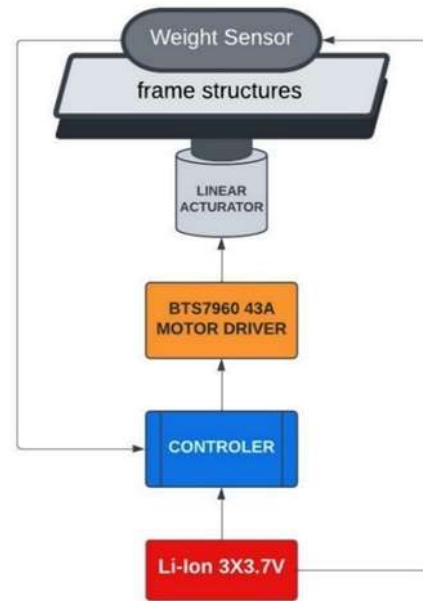 Weight Sensor
frame structures
LINEAR
ACTURATOR
BTS7960 43A
MOTOR DRIVER
CONTROLER
Li-Ion 3X3.7V